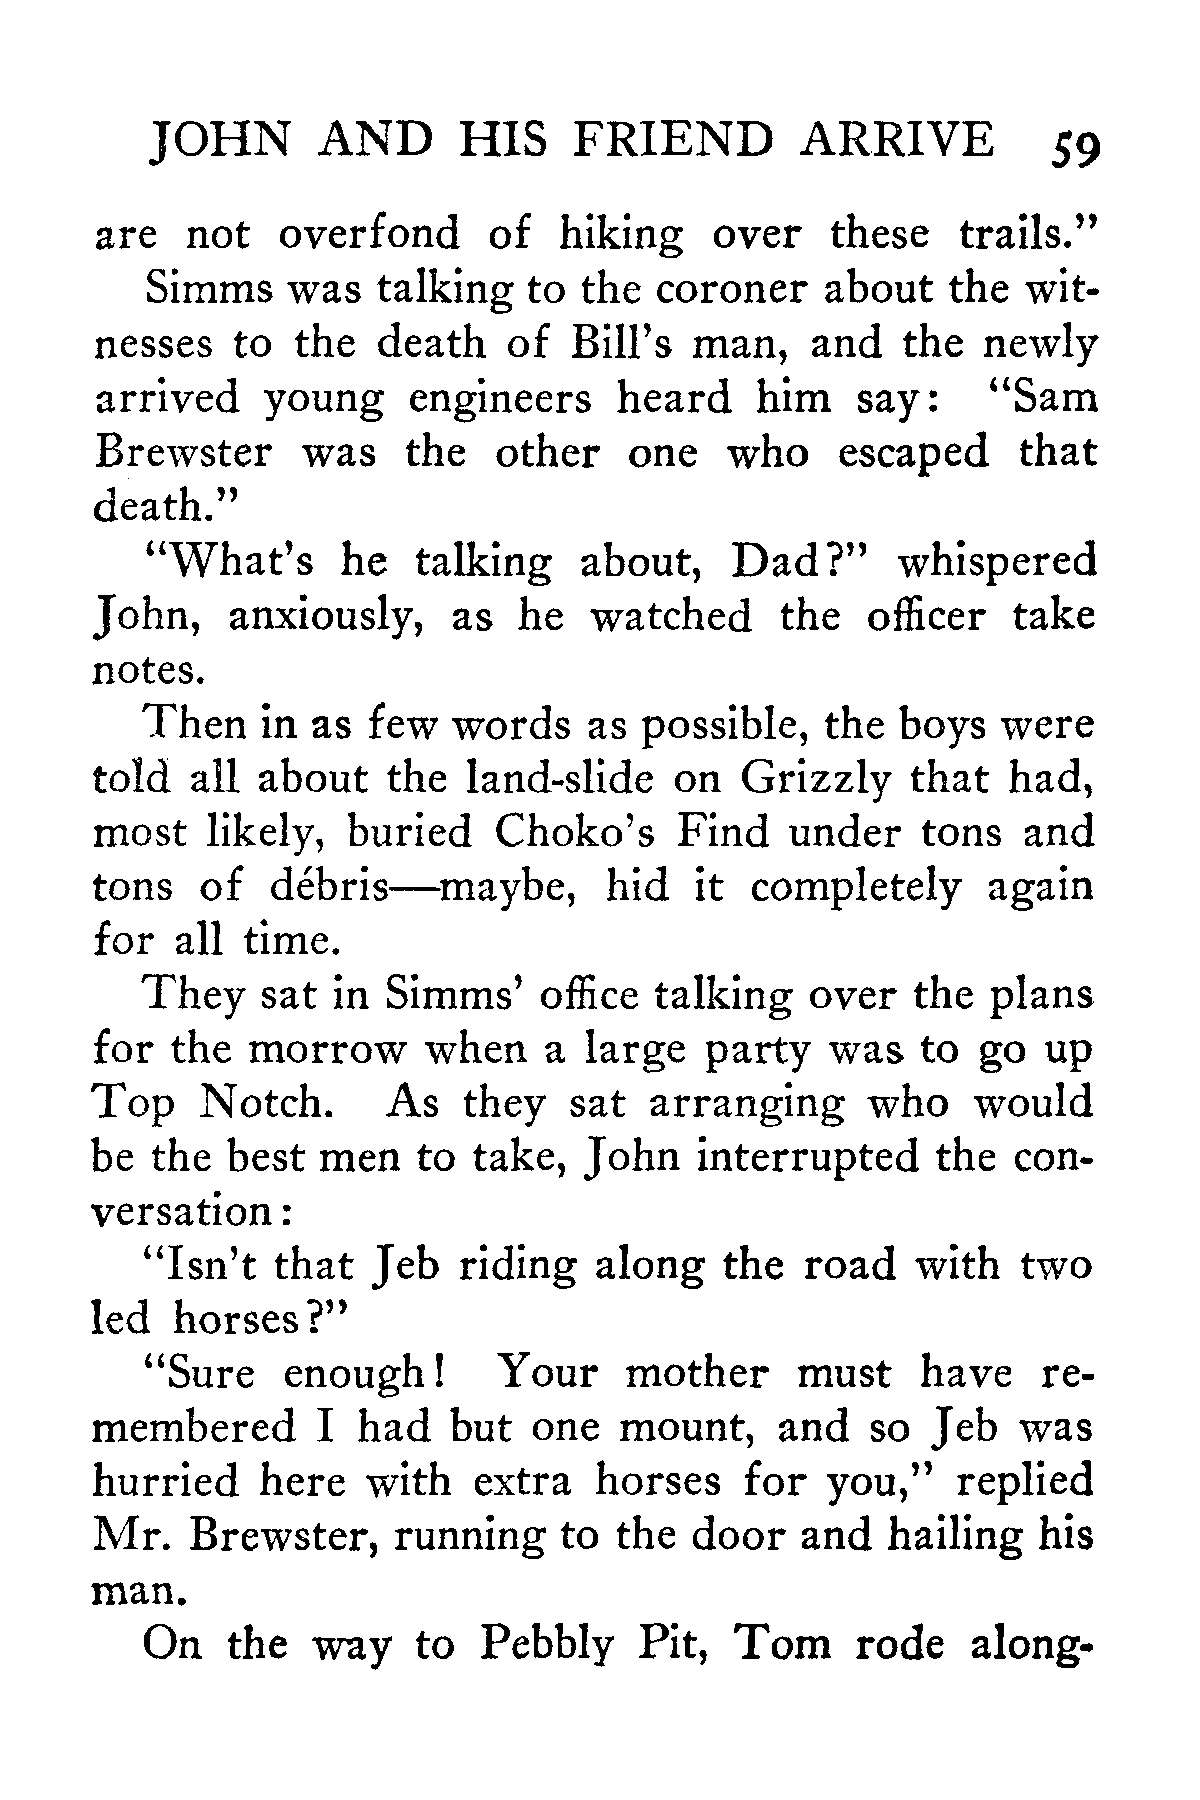 JOHN AND HIS FRIEND ARRIVE 59
are not overfond of hiking over these trails.”
Simms was talking to the coroner about the wit-
nesses to the death of Bill’s man, and the newly
arrived young engineers heard him say: “Sam
Brewster was the other one who escaped that
death.”
“What’s he talking about, Dad?” whispered
John, anxiously, as he watched the officer take
notes.
Then in as few words as possible, the boys were
told all about the land-slide on Grizzly that had,
most likely, buried Choko’s Find under tons and
tons of débris—maybe, hid it completely again
for all time.
They sat in Simms’ office talking over the plans
for the morrow when a large party was to go up
Top Notch. As they sat arranging who would
be the best men to take, John interrupted the con-
versation:
“Isn’t that Jeb riding along the road with two
led horses?”
“Sure enough! Your mother must have re-
membered I had but one mount, and so Jeb was
hurried here with extra horses for you,” replied
Mr. Brewster, running to the door and hailing his
man.
On the way to Pebbly Pit, Tom rode along-